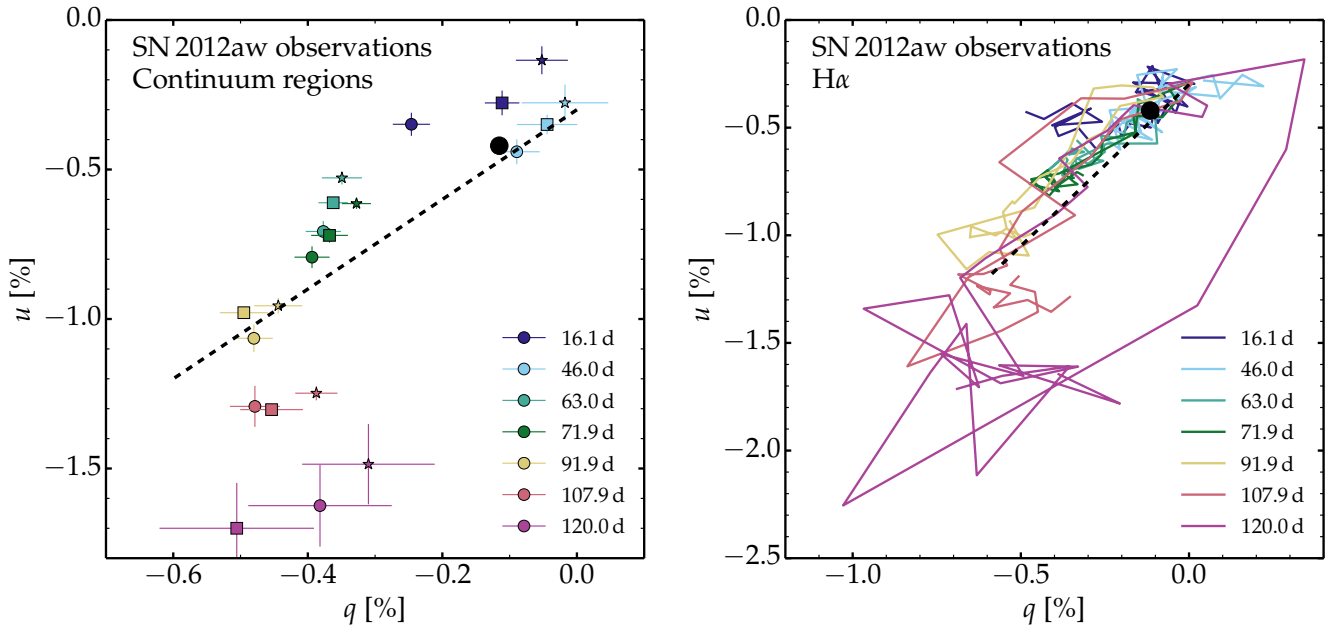 SN 2012aw observations
Continuum regions
0.0
−0.5
−1.0
−1.5
u [%]
−0.6
−0.4
−0.2
0.0
q [%]
16.1 d
46.0 d
63.0 d
71.9 d
91.9 d
107.9 d
120.0 d
SN 2012aw observations
Hα
0.0
−0.5
−1.0
−1.5
−2.0
−2.5
u [%]
−1.0
−0.5
0.0
q [%]
16.1 d
46.0 d
63.0 d
71.9 d
91.9 d
107.9 d
120.0 d